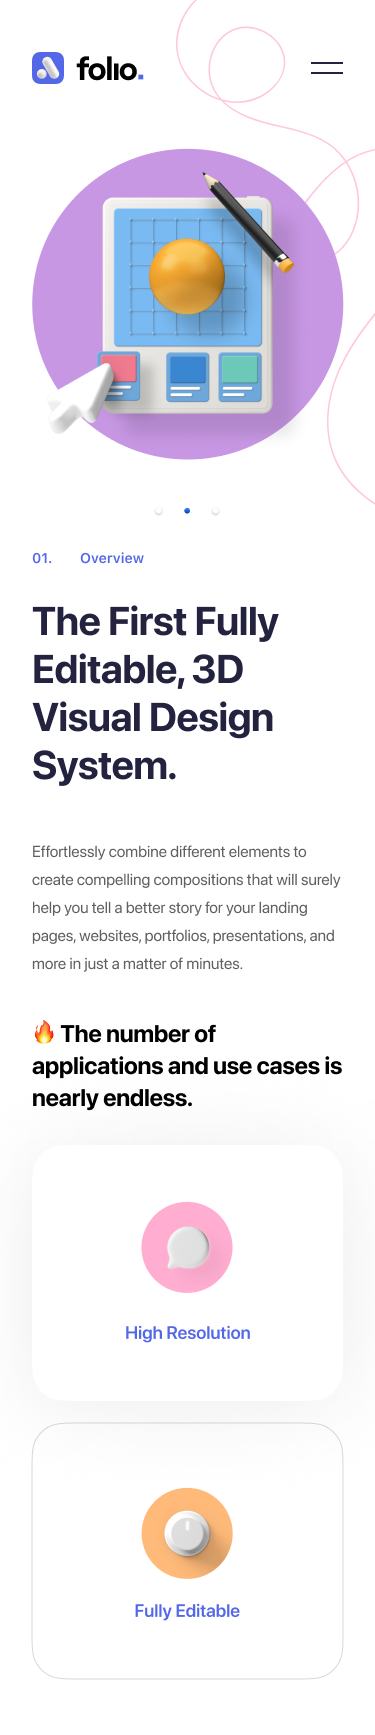 folio.
01. Overview
The First Fully
Editable, 3D
Visual Design
System.
Effortlessly combine different elements to
create compelling compositions that will surely
help you tell a better story for your landing
pages, websites, portfolios, presentations, and
more in just a matter of minutes.
🔥 The number of
applications and use cases is
nearly endless.
High Resolution
Fully Editable